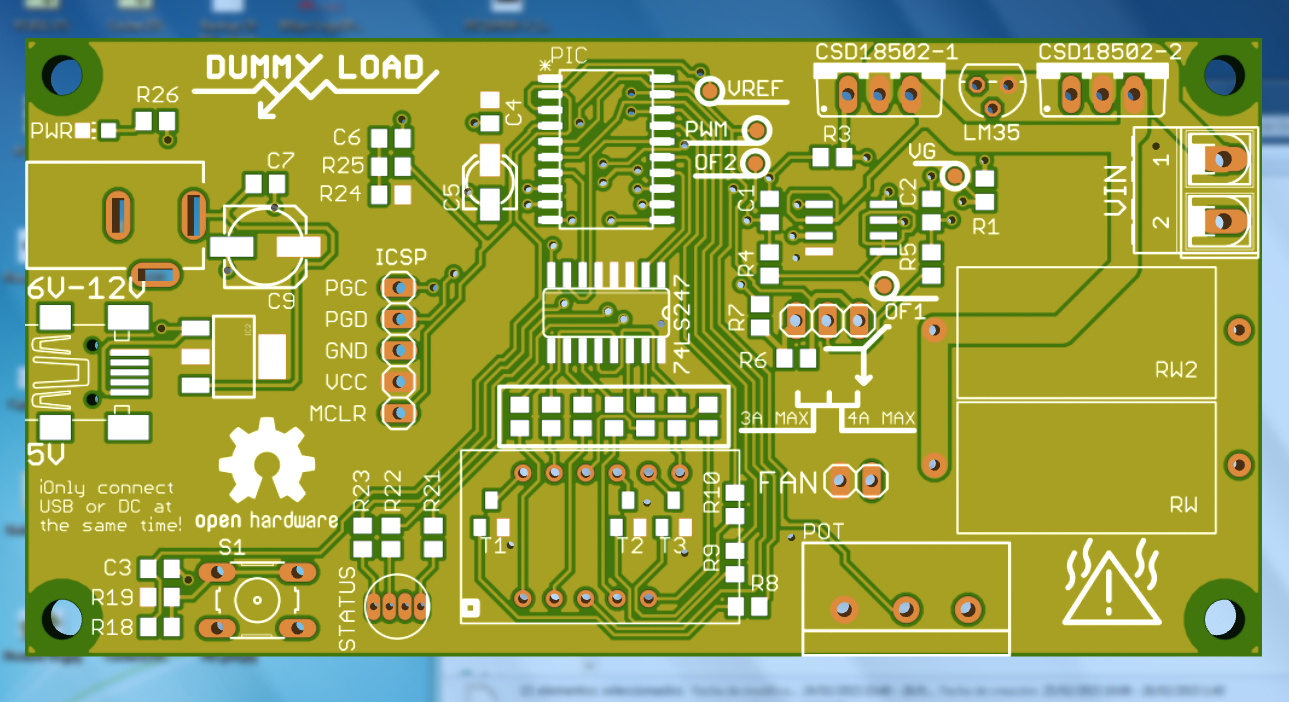 DUMMY LOAD
PIC
CSD18502-1
CSD18502-2
R26
PWR
C4
VREF
PWM
OF2
LM35
R3
VG
C6
R25
R24
C7
C5
C1
C2
R1
VIN
1
2
R4
R5
ICSP
PGC
PGD
GND
VCC
MCLR
6V-12V
C9
IC2
74LS247
R7
R6
OF1
RW2
3A MAX
4A MAX
5V
¡Only connect
USB or DC at
the same time!
open hardware
R23
R22
R21
R10
FAN
RW
T1
T2
T3
R9
R8
POT
S1
C3
R19
R18
STATUS